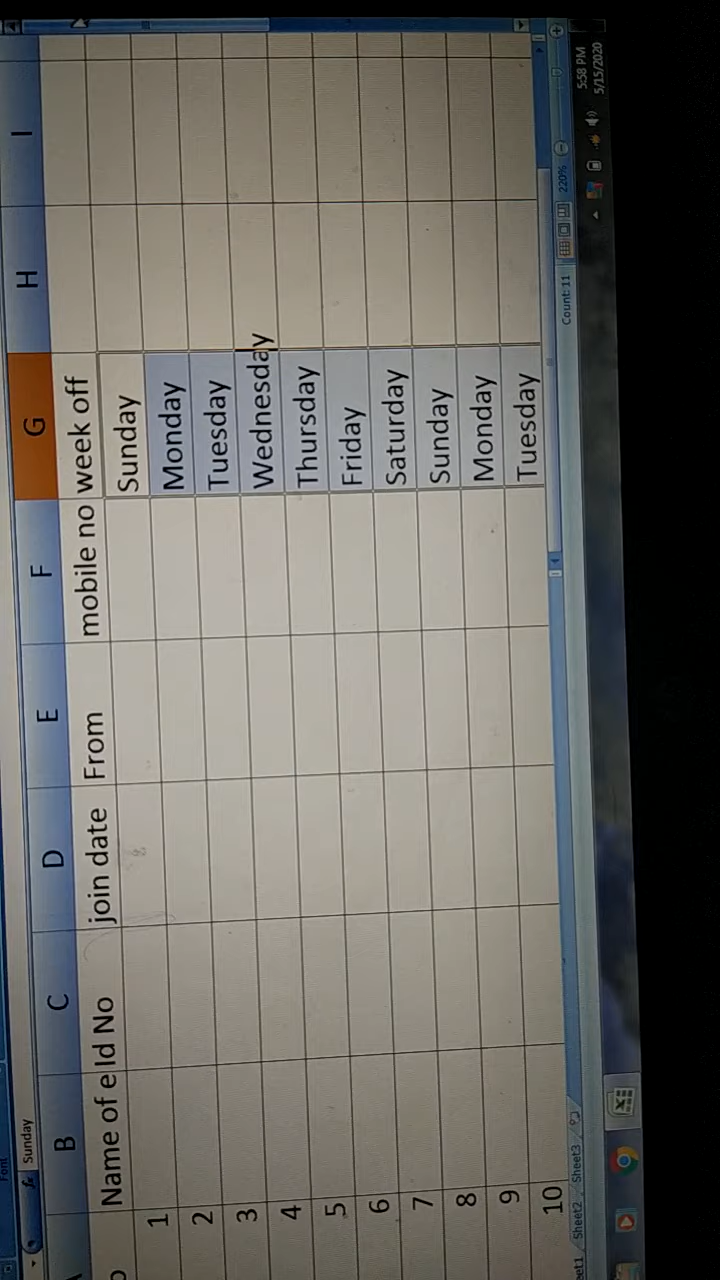 Font
Sunday
B C D E F G H I
Name of e Id No join date From mobile no week off
1 Sunday
2 Monday
3 Tuesday
4 Wednesday
5 Thursday
6 Friday
7 Saturday
8 Sunday
9 Monday
10 Tuesday
Sheet2 Sheet3
Count: 11 220%
5:58 PM
5/15/2020